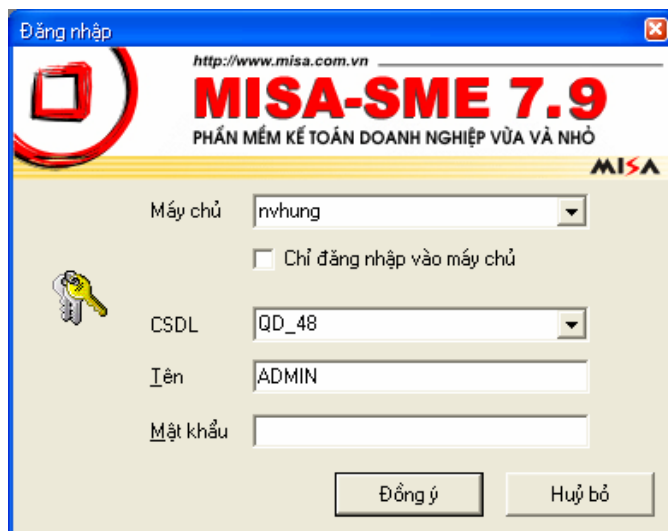 Đăng nhập
http://www.misa.com.vn
MISA-SME 7.9
PHẦN MỀM KẾ TOÁN DOANH NGHIỆP VỪA VÀ NHỎ
MISA
Máy chủ nvhung
Chỉ đăng nhập vào máy chủ
CSDL QD_48
Tên ADMIN
Mật khẩu
Đồng ý Huỷ bỏ